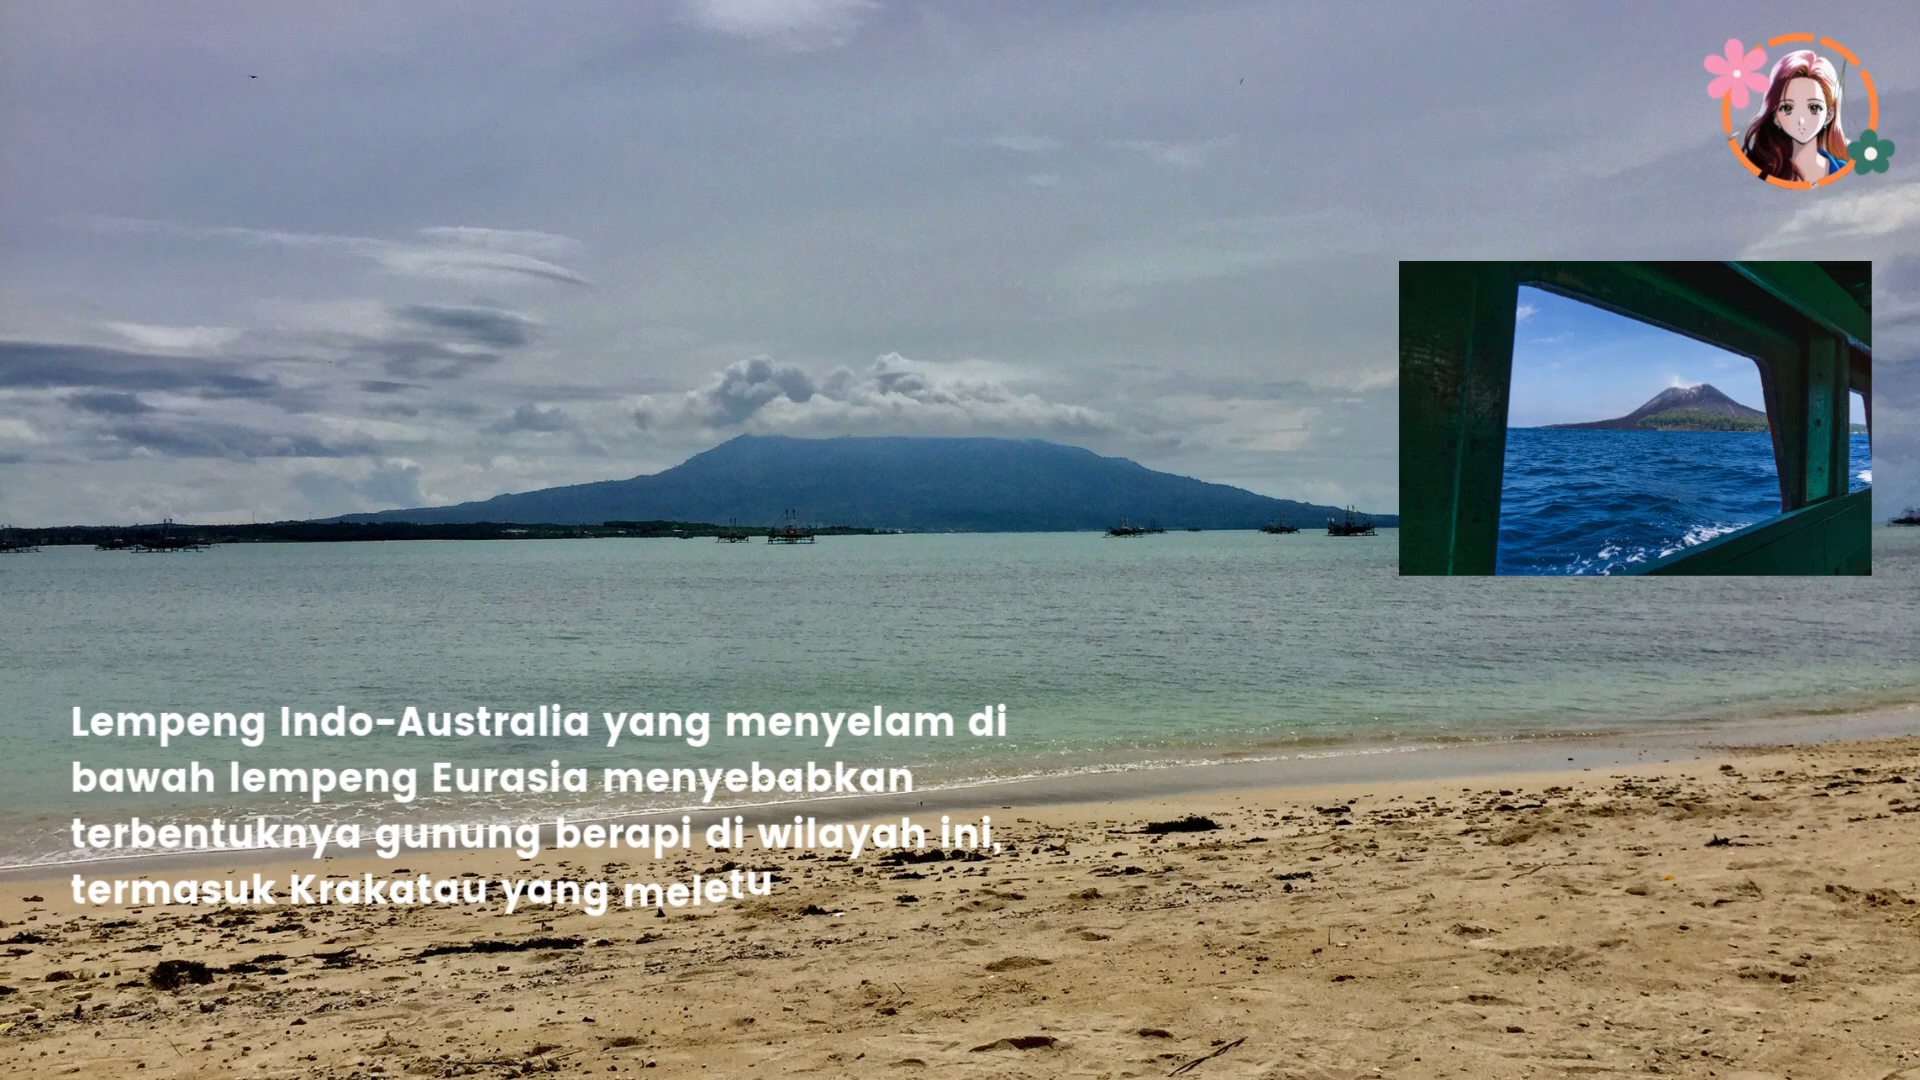 Lempeng Indo-Australia yang menyelam di
bawah lempeng Eurasia menyebabkan
terbentuknya gunung berapi di wilayah ini,
termasuk Krakatau yang meletu